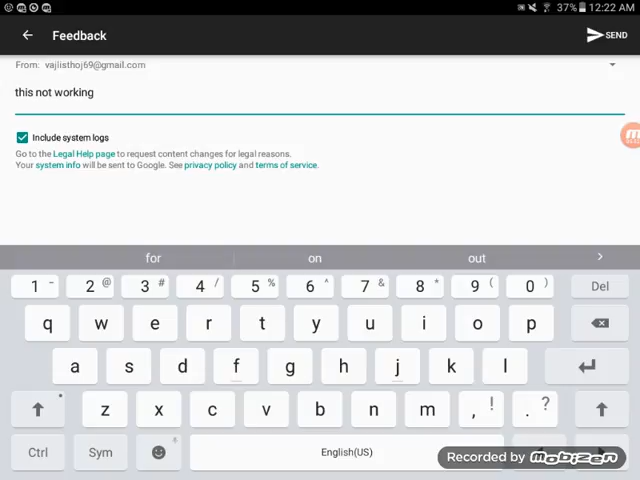 37% 12:22 AM
Feedback
SEND
From: vajlisthoj69@gmail.com
this not working
Include system logs
Go to the Legal Help page to request content changes for legal reasons.
Your system info will be sent to Google. See privacy policy and terms of service.
for on out
1 - 2 @ 3 # 4 / 5 % 6 ^ 7 & 8 * 9 ( 0 ) Del
q w e r t y u i o p
a s d f g h j k l
z x c v b n m , ! . ?
Ctrl Sym English(US)
Recorded by mobizen